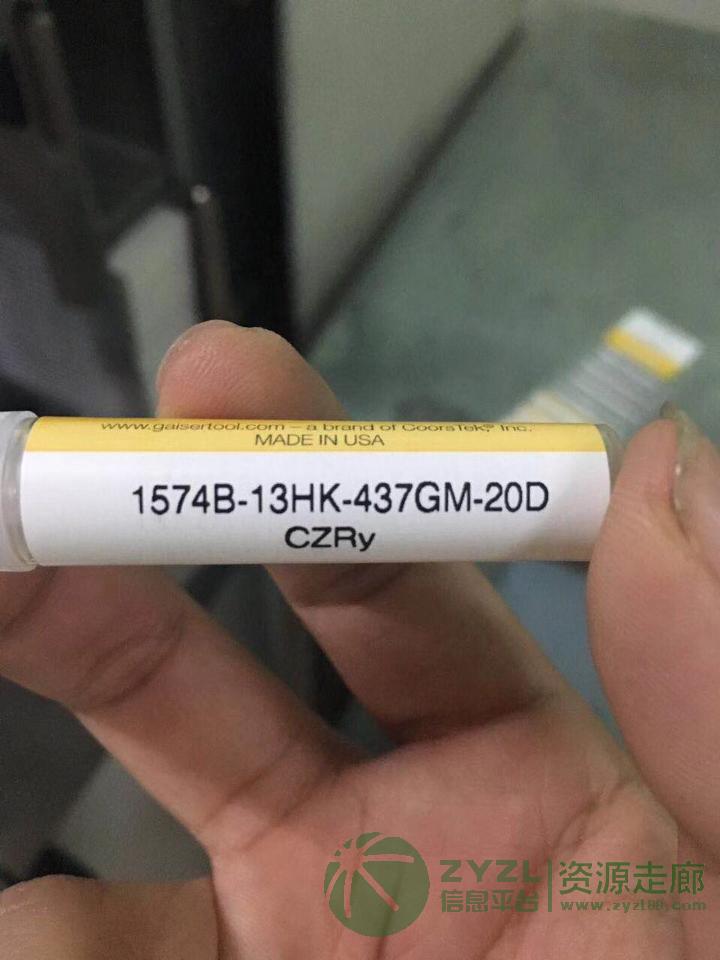 www.gaisertool.com – a brand of CoorsTek®, Inc.
MADE IN USA
1574B-13HK-437GM-20D
CZRy
ZYZL 资源走廊
信息平台 www.zyzl88.com